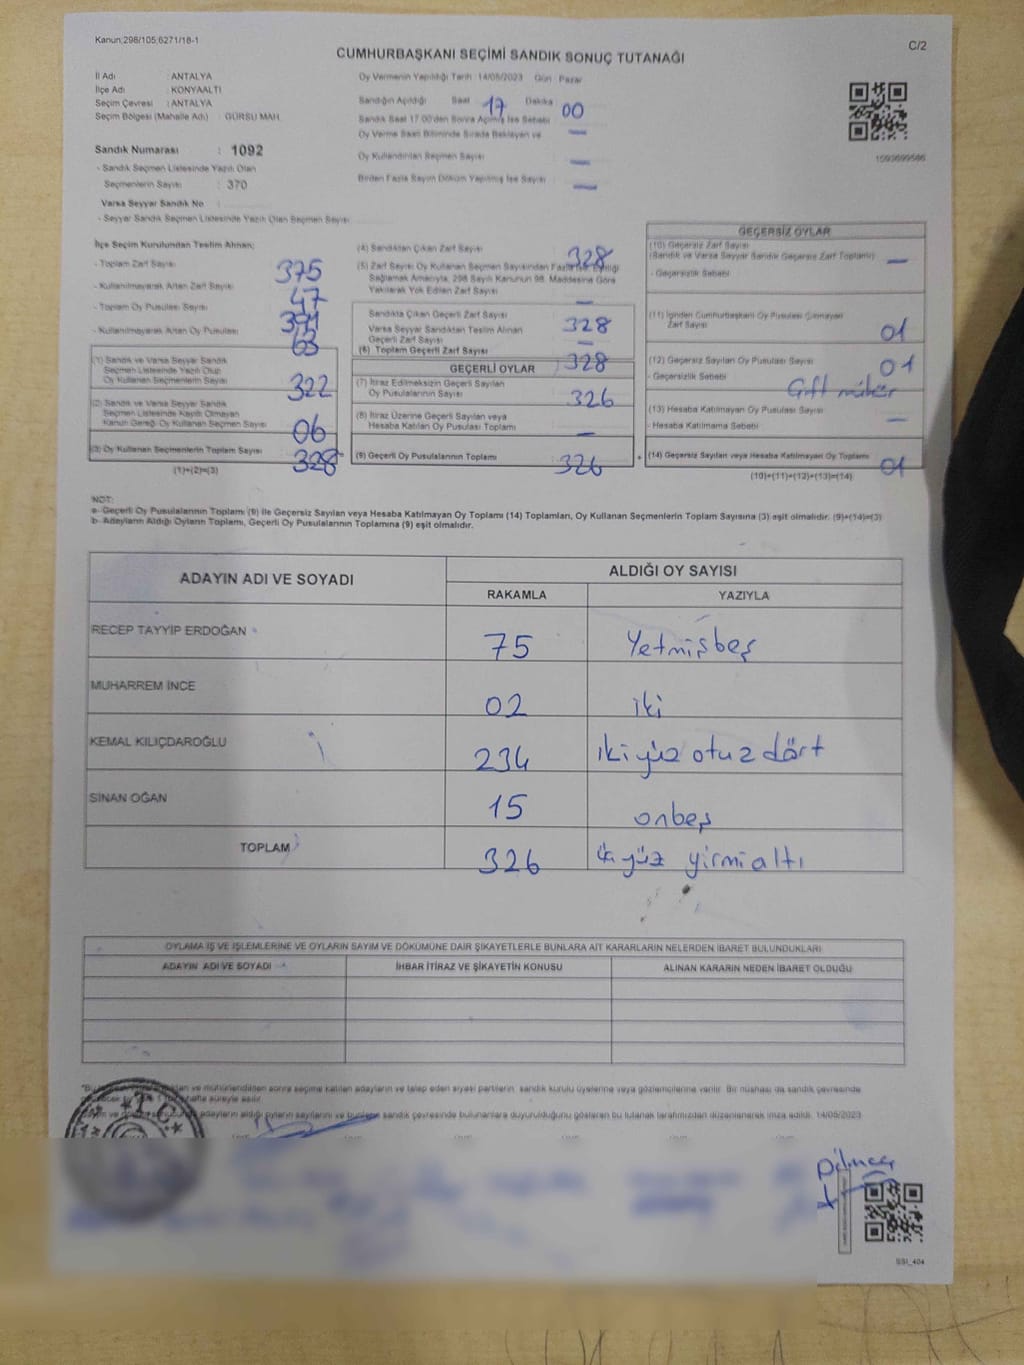 Kanun;298/105;6271/18-1
C/2
CUMHURBAŞKANI SEÇİMİ SANDIK SONUÇ TUTANAĞI
İl Adı : ANTALYA
İlçe Adı : KONYAALTI
Seçim Çevresi : ANTALYA
Seçim Bölgesi (Mahalle Adı) : GÜRSU MAH.
Oy Vermenin Yapıldığı Tarih :14/05/2023 Gün : Pazar
Sandığın Açıldığı Saat 17 Dakika 00
Sandık Saat 17.00'den Sonra Açılmış İse Sebebi :
Oy Verme Saati Bitiminde Sırada Bekleyen ve —
Oy Kullandırılan Seçmen Sayısı : —
Birden Fazla Sayım Döküm Yapılmış İse Sayısı : —
1593699586
Sandık Numarası : 1092
- Sandık Seçmen Listesinde Yazılı Olan
Seçmenlerin Sayısı : 370
Varsa Seyyar Sandık No :
- Seyyar Sandık Seçmen Listesinde Yazılı Olan Seçmen Sayısı :
İlçe Seçim Kurulundan Teslim Alınan;
- Toplam Zarf Sayısı : 375
- Kullanılmayarak Artan Zarf Sayısı : 47
- Toplam Oy Pusulası Sayısı : 391
- Kullanılmayarak Artan Oy Pusulası : 63
(1) Sandık ve Varsa Seyyar Sandık
Seçmen Listesinde Yazılı Olup
Oy Kullanan Seçmenlerin Sayısı : 322
(2) Sandık ve Varsa Seyyar Sandık
Seçmen Listesinde Kayıtlı Olmayan
Kanun Gereği Oy Kullanan Seçmen Sayısı : 06
(3) Oy Kullanan Seçmenlerin Toplam Sayısı : 328
(1)+(2)=(3)
(4) Sandıktan Çıkan Zarf Sayısı : 328
(5) Zarf Sayısı Oy Kullanan Seçmen Sayısından Fazla İse, Eşitliği
Sağlamak Amacıyla, 298 Sayılı Kanunun 98. Maddesine Göre
Yakılarak Yok Edilen Zarf Sayısı : —
Sandıkta Çıkan Geçerli Zarf Sayısı : 328
Varsa Seyyar Sandıktan Teslim Alınan
Geçerli Zarf Sayısı : —
(6) Toplam Geçerli Zarf Sayısı : 328
GEÇERLİ OYLAR
(7) İtiraz Edilmeksizin Geçerli Sayılan
Oy Pusulası Sayısı : 326
(8) İtiraz Üzerine Geçerli Sayılan veya
Hesaba Katılan Oy Pusulası Toplamı : —
(9) Geçerli Oy Pusulalarının Toplamı : 326
GEÇERSİZ OYLAR
(10) Geçersiz Zarf Sayısı
(Sandık ve Varsa Seyyar Sandık Geçersiz Zarf Toplamı) : —
- Geçersizlik Sebebi
(11) İçinden Cumhurbaşkanı Oy Pusulası Çıkmayan
Zarf Sayısı : 01
(12) Geçersiz Sayılan Oy Pusulası Sayısı : 01
- Geçersizlik Sebebi : Çift mühür
(13) Hesaba Katılmayan Oy Pusulası Sayısı : —
- Hesaba Katılmama Sebebi :
(14) Geçersiz Sayılan veya Hesaba Katılmayan Oy Toplamı : 01
(10)+(11)+(12)+(13)=(14)
NOT:
a- Geçerli Oy Pusulalarının Toplam (9) ile Geçersiz Sayılan veya Hesaba Katılmayan Oy Toplamı (14) Toplamları, Oy Kullanan Seçmenlerin Toplam Sayısına (3) eşit olmalıdır. (9)+(14)=(3)
b- Adayların Aldığı Oyların Toplamı, Geçerli Oy Pusulalarının Toplamına (9) eşit olmalıdır.
ADAYIN ADI VE SOYADI
ALDIĞI OY SAYISI
RAKAMLA YAZIYLA
RECEP TAYYİP ERDOĞAN 75 Yetmişbeş
MUHARREM İNCE 02 iki
KEMAL KILIÇDAROĞLU 234 ikiyüz otuz dört
SİNAN OĞAN 15 onbeş
TOPLAM 326 üçyüz yirmialtı
OYLAMA İŞ VE İŞLEMLERİNE VE OYLARIN SAYIM VE DÖKÜMÜNE DAİR ŞİKAYETLERLE BUNLARA AİT KARARLARIN NELERDEN İBARET BULUNDUKLARI
ADAYIN ADI VE SOYADI İHBAR İTİRAZ VE ŞİKAYETİN KONUSU ALINAN KARARIN NEDEN İBARET OLDUĞU
ve mühürlendikten sonra seçime katılan adayların ve talep eden siyasi partilerin sandık kurulu üyelerine veya gözlemcilerine verilir. Bir nüshası da sandık çevresinde
hafta süreyle asılır.
adayların aldığı oyların sayılarını ve bunların sandık çevresinde bulunanlara duyurulduğunu gösteren bu tutanak tarafımızdan düzenlenerek imza edildi. 14/05/2023
T.C.
SSI_404